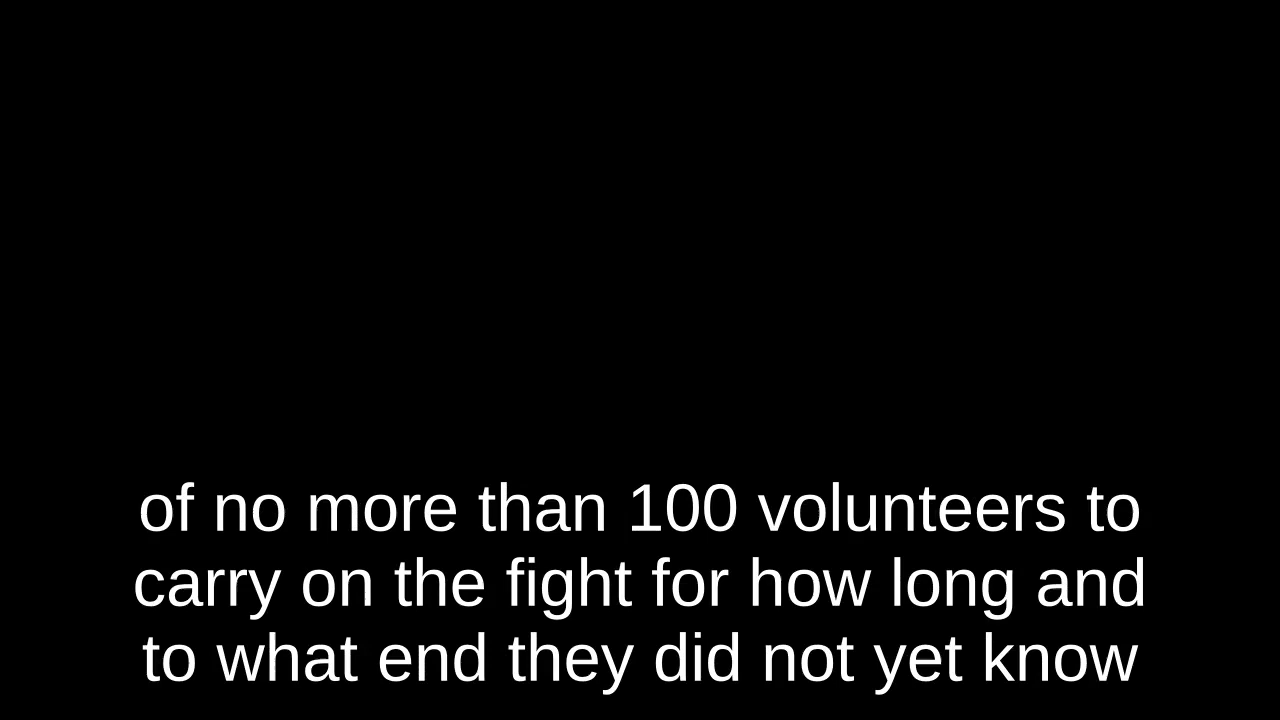 of no more than 100 volunteers to
carry on the fight for how long and
to what end they did not yet know